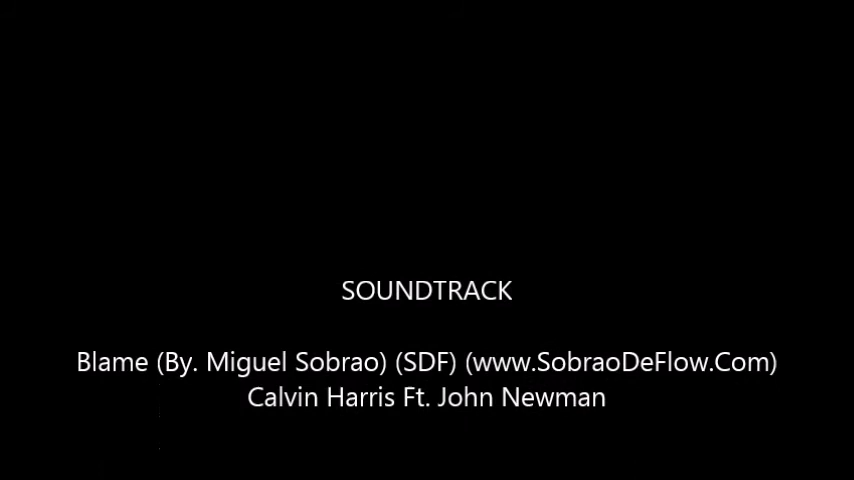 SOUNDTRACK
Blame (By. Miguel Sobrao) (SDF) (www.SobraoDeFlow.Com)
Calvin Harris Ft. John Newman